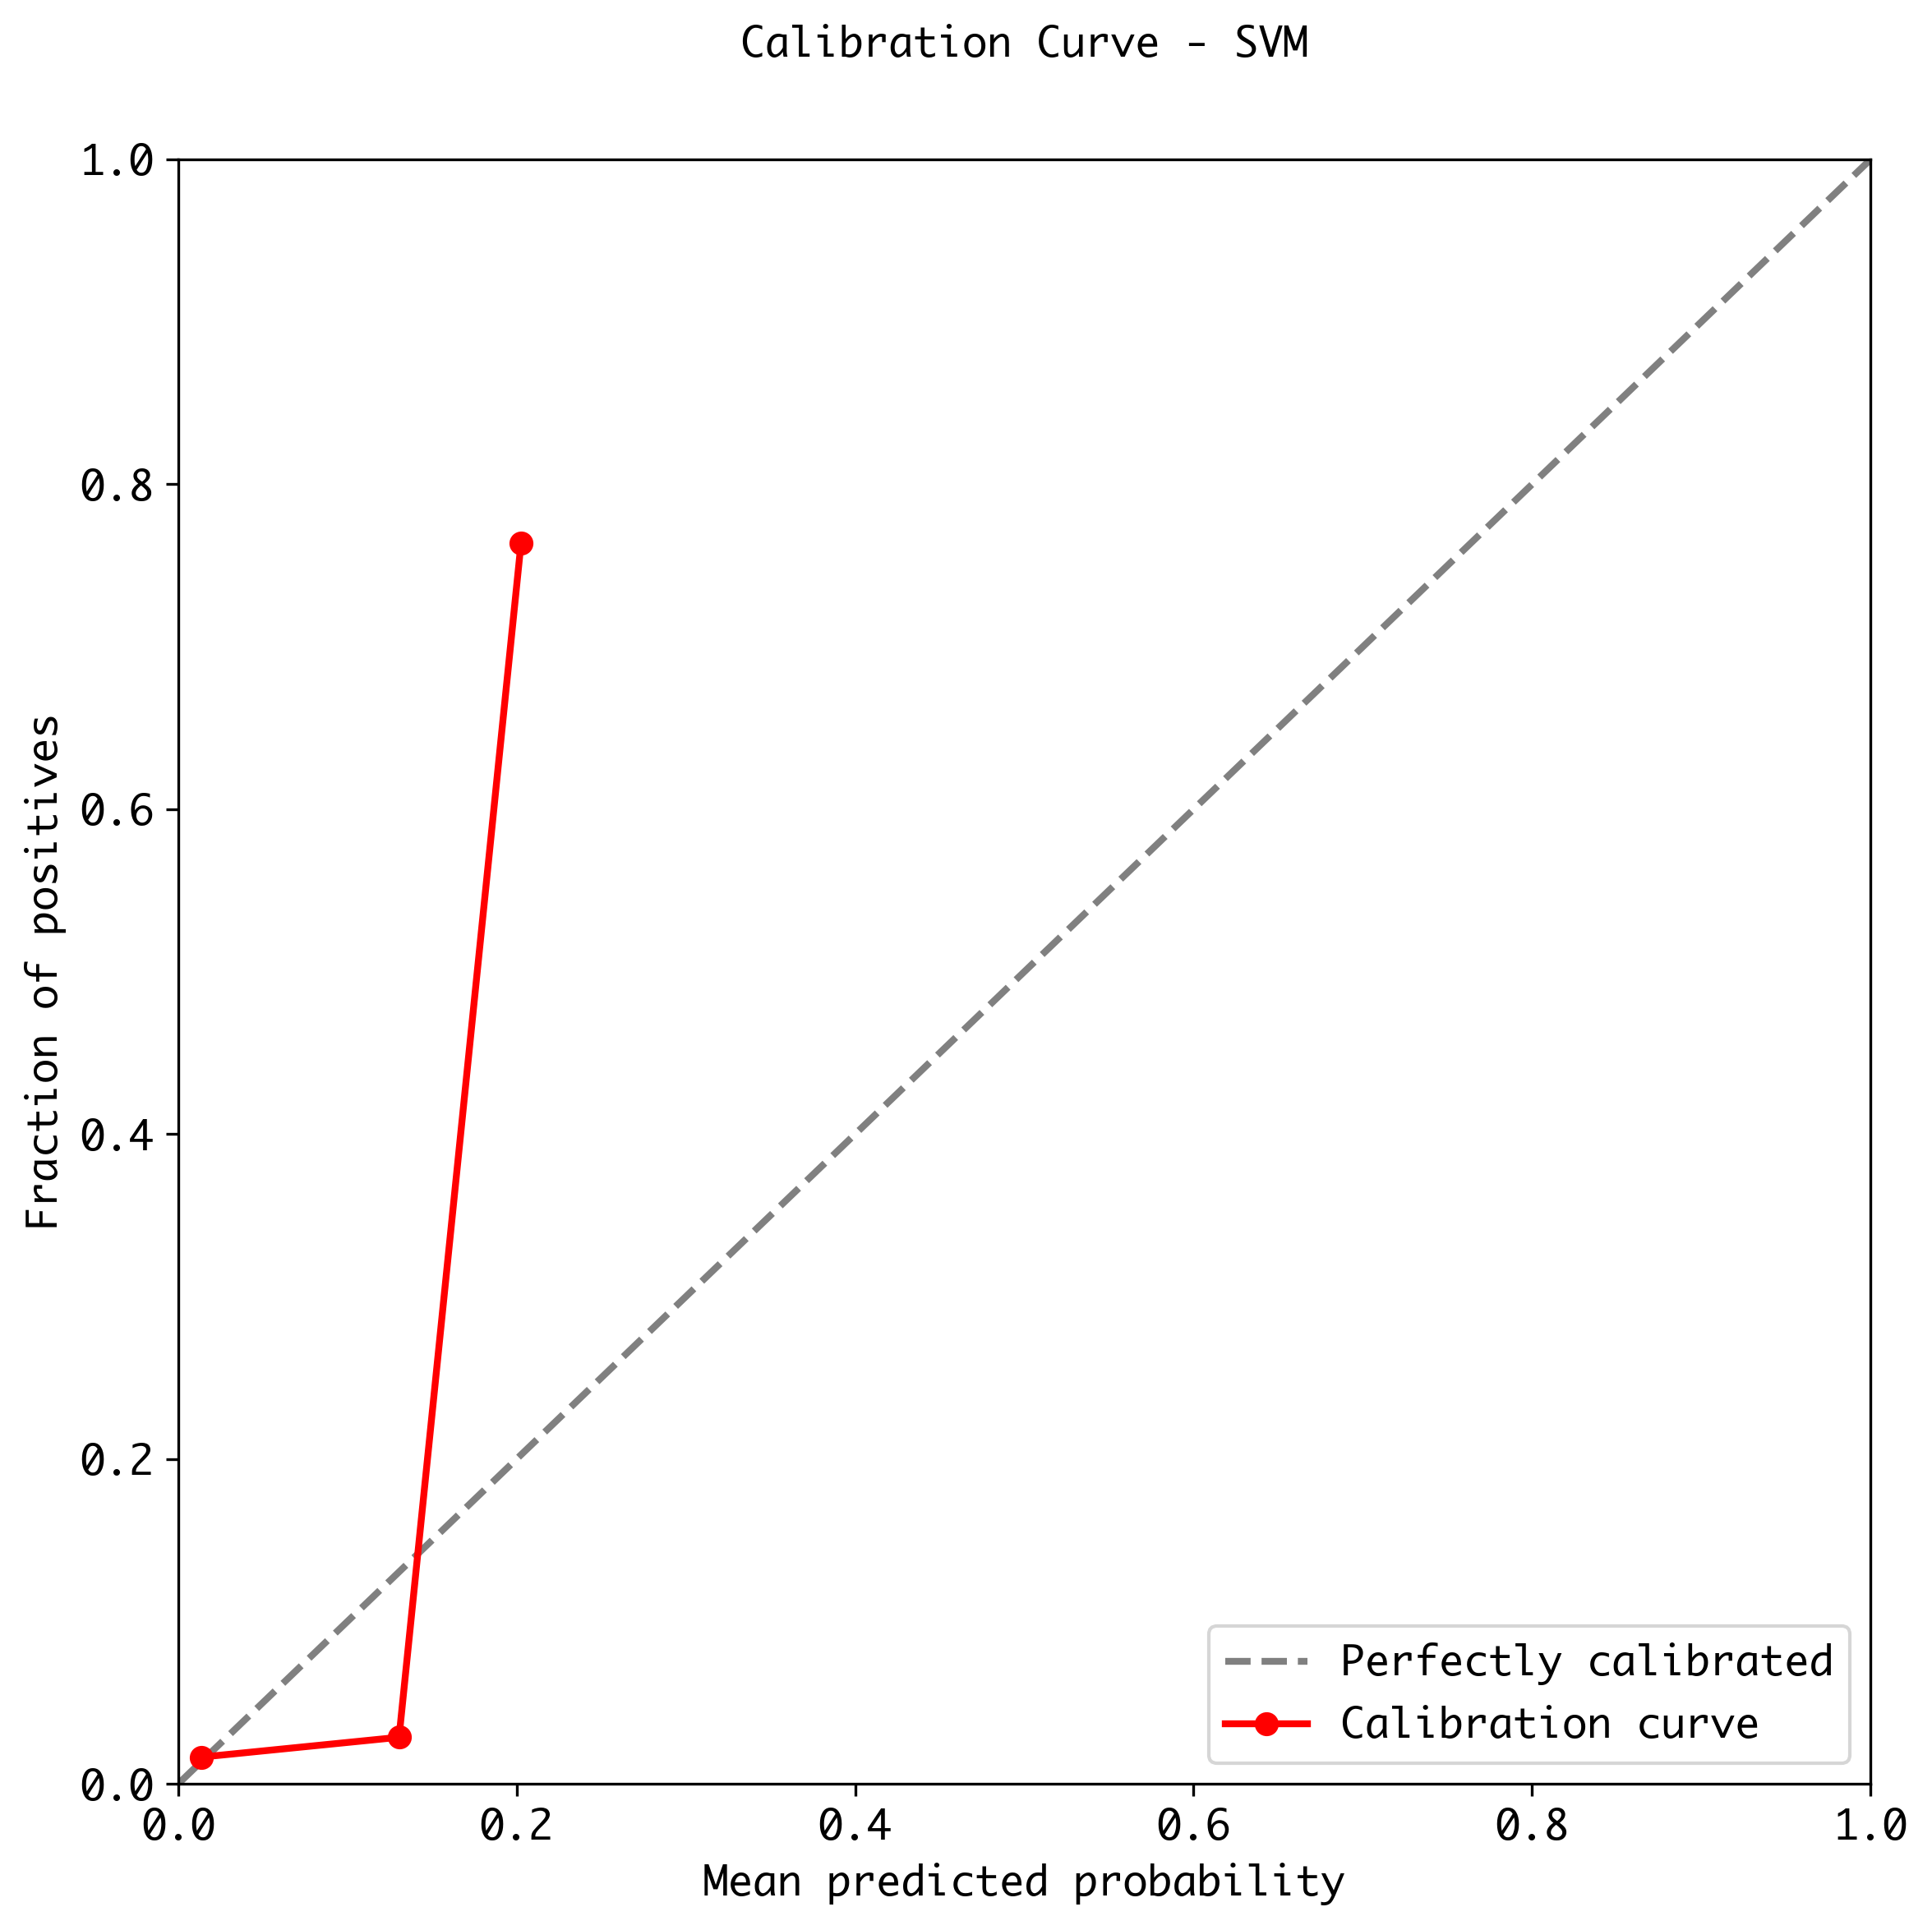 Calibration Curve - SVM
1.0
0.8
0.6
0.4
0.2
0.0
Fraction of positives
0.0 0.2 0.4 0.6 0.8 1.0
Mean predicted probability
Perfectly calibrated
Calibration curve